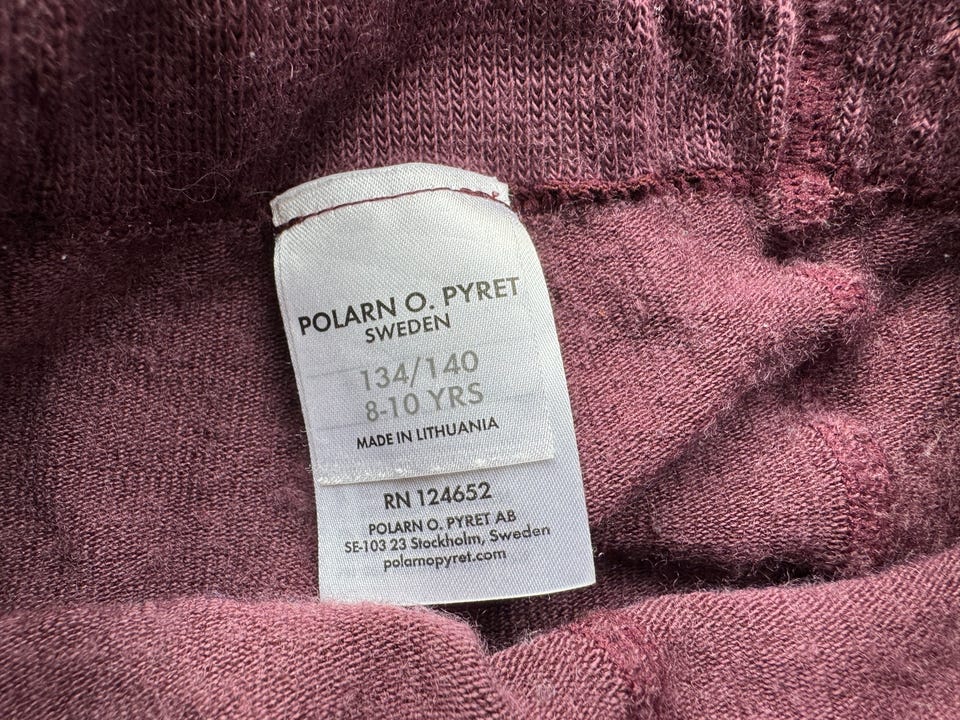 POLARN O. PYRET
SWEDEN
134/140
8-10 YRS
MADE IN LITHUANIA
RN 124652
POLARN O. PYRET AB
SE-103 23 Stockholm, Sweden
polarnopyret.com